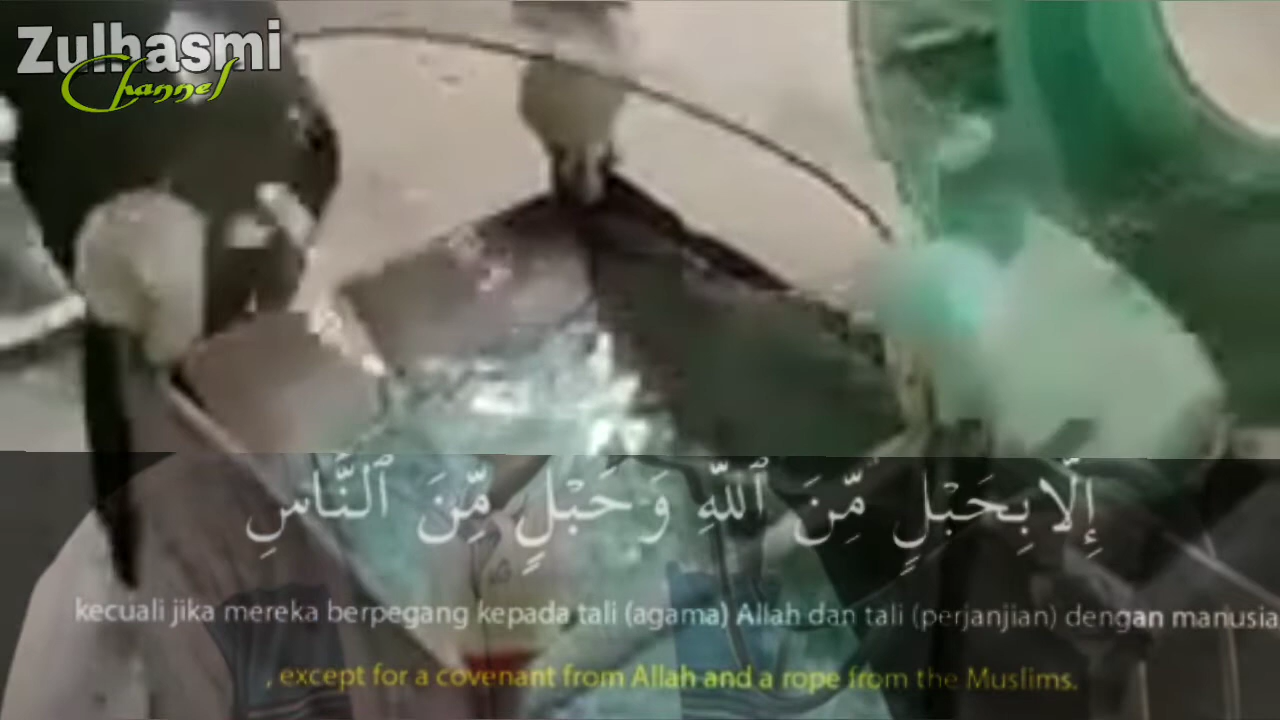 Zulhasmi
Channel
إِلَّا بِحَبْلٍ مِّنَ ٱللَّهِ وَحَبْلٍ مِّنَ ٱلنَّاسِ
kecuali jika mereka berpegang kepada tali (agama) Allah dan tali (perjanjian) dengan manusia
, except for a covenant from Allah and a rope from the Muslims.